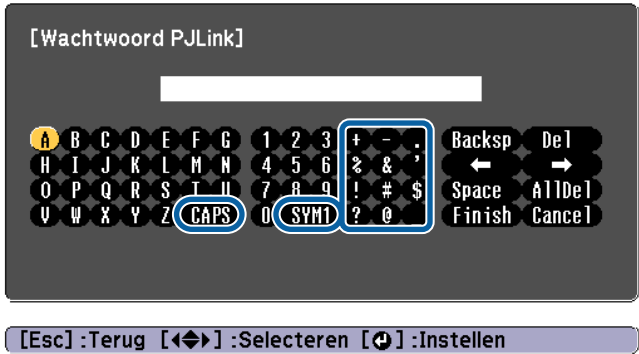 [Wachtwoord PJLink]
A B C D E F G 1 2 3 + - . Backsp Del
H I J K L M N 4 5 6 % & ' ← →
O P Q R S T U 7 8 9 ! # $ Space AllDel
V W X Y Z CAPS 0 SYM1 ? @ _ Finish Cancel
[Esc] :Terug [◀◆▶] :Selecteren [↵] :Instellen